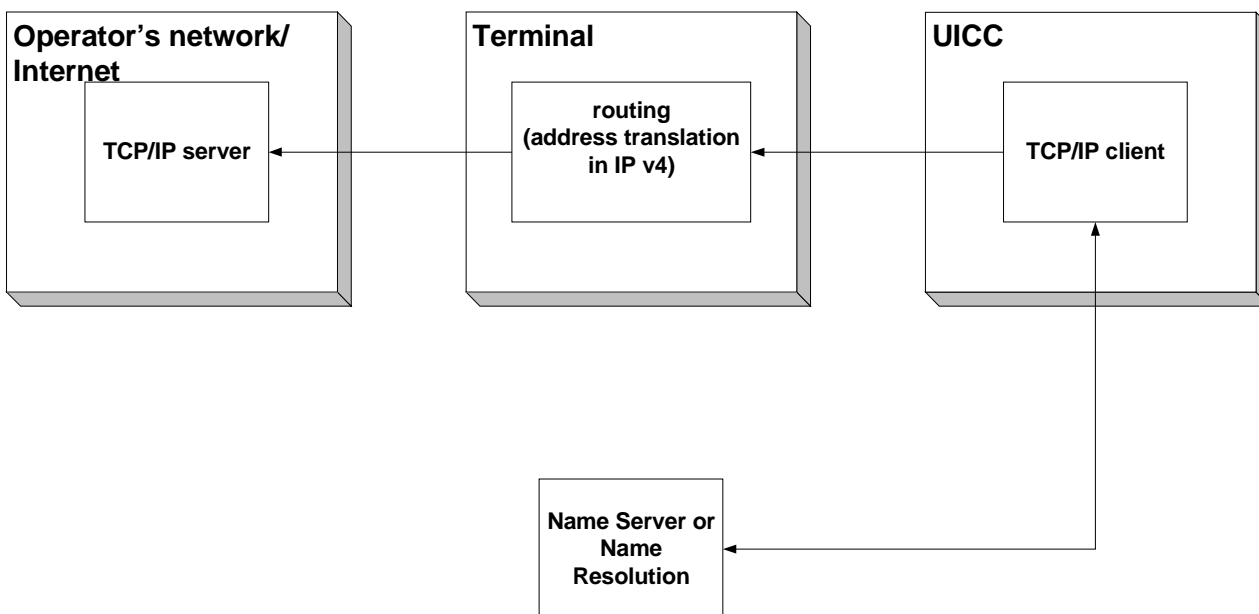 Operator's network/
Internet
TCP/IP server
Terminal
routing
(address translation
in IP v4)
UICC
TCP/IP client
Name Server or
Name
Resolution